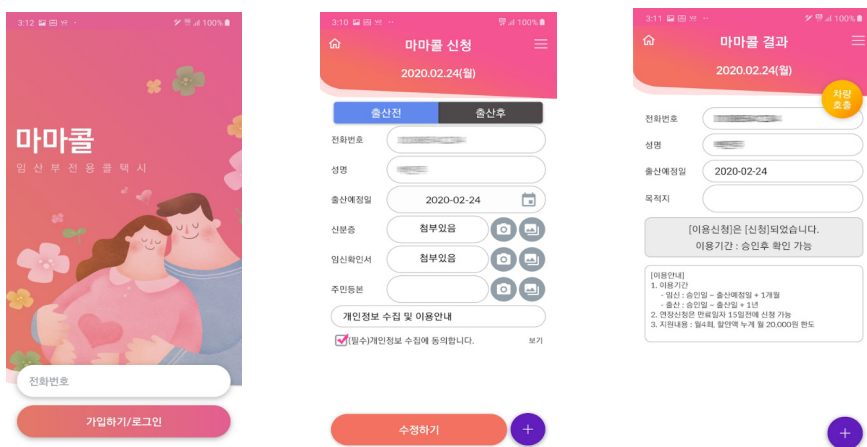 3:12
100%
마마콜
임산부전용콜택시
전화번호
가입하기/로그인
3:10
100%
마마콜 신청
2020.02.24(월)
출산전 출산후
전화번호
성명
출산예정일 2020-02-24
신분증 첨부있음
임신확인서 첨부있음
주민등본
개인정보 수집 및 이용안내
(필수)개인정보 수집에 동의합니다. 보기
수정하기 +
3:11
100%
마마콜 결과
2020.02.24(월)
차량
호출
전화번호
성명
출산예정일 2020-02-24
목적지
[이용신청]은 [신청]되었습니다.
이용기간 : 승인후 확인 가능
[이용안내]
1. 이용기간
- 임신 : 승인일 ~ 출산예정일 + 1개월
- 출산 : 승인일 ~ 출산일 + 1년
2. 연장신청은 만료일자 15일전에 신청 가능
3. 지원내용 : 월4회, 할인액 누계 월 20,000원 한도
+